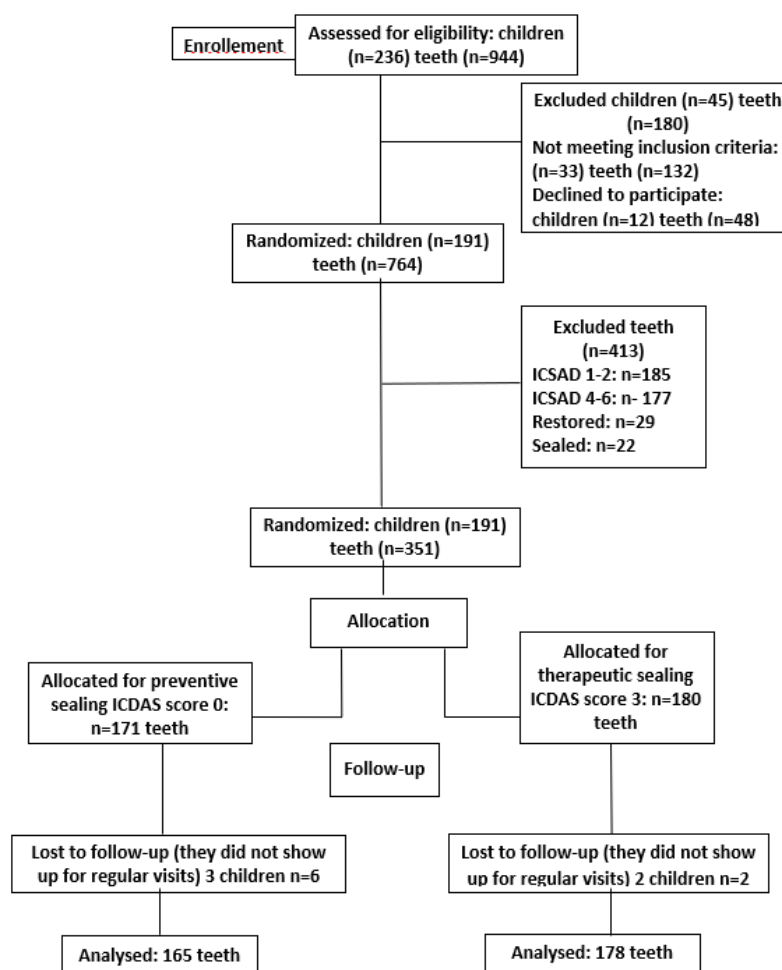 Enrollement
Assessed for eligibility: children
(n=236) teeth (n=944)
Excluded children (n=45) teeth
(n=180)
Not meeting inclusion criteria:
(n=33) teeth (n=132)
Declined to participate:
children (n=12) teeth (n=48)
Randomized: children (n=191)
teeth (n=764)
Excluded teeth
(n=413)
ICSAD 1-2: n=185
ICSAD 4-6: n- 177
Restored: n=29
Sealed: n=22
Randomized: children (n=191)
teeth (n=351)
Allocation
Allocated for preventive
sealing ICDAS score 0:
n=171 teeth
Allocated for
therapeutic sealing
ICDAS score 3: n=180
teeth
Follow-up
Lost to follow-up (they did not show
up for regular visits) 3 children n=6
Lost to follow-up (they did not show
up for regular visits) 2 children n=2
Analysed: 165 teeth
Analysed: 178 teeth